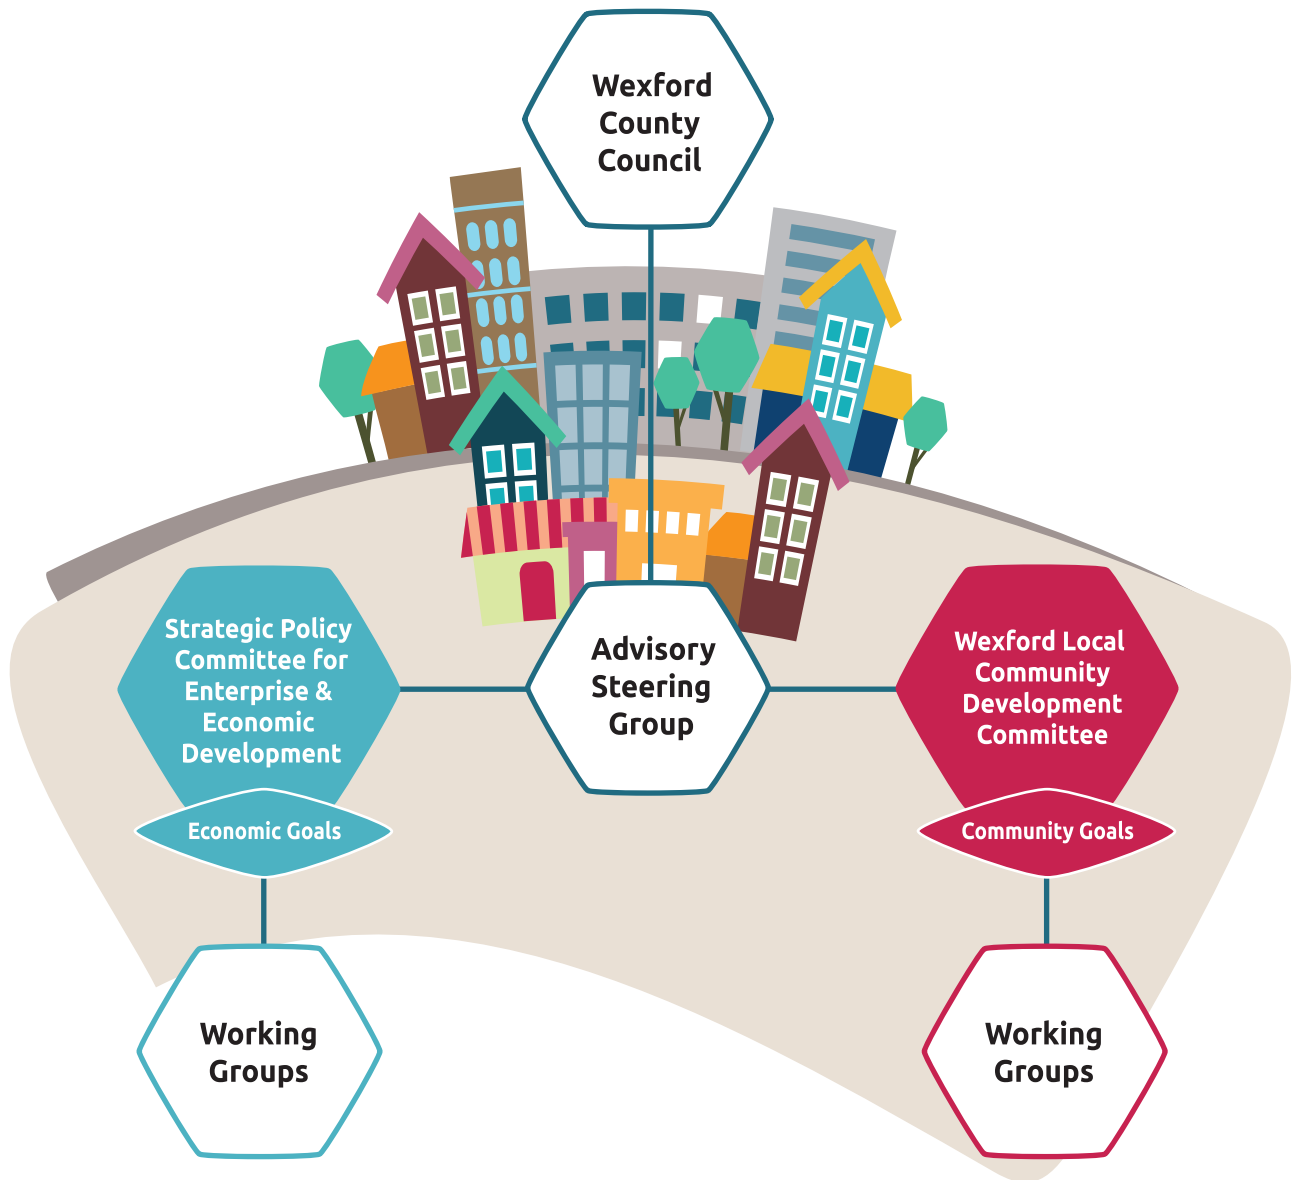 Wexford
County
Council
Strategic Policy
Committee for
Enterprise &
Economic
Development
Economic Goals
Advisory
Steering
Group
Wexford Local
Community
Development
Committee
Community Goals
Working
Groups
Working
Groups